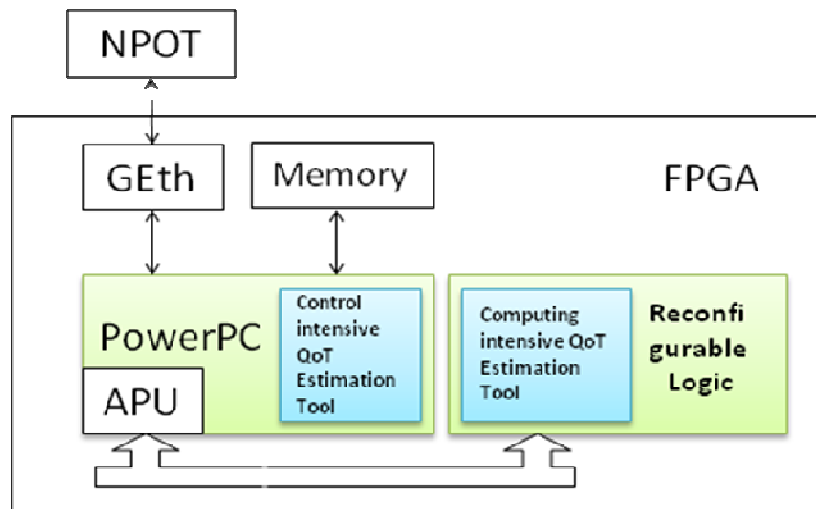 NPOT
GEth
Memory
FPGA
PowerPC
APU
Control
intensive
QoT
Estimation
Tool
Computing
intensive QoT
Estimation
Tool
Reconfi
gurable
Logic